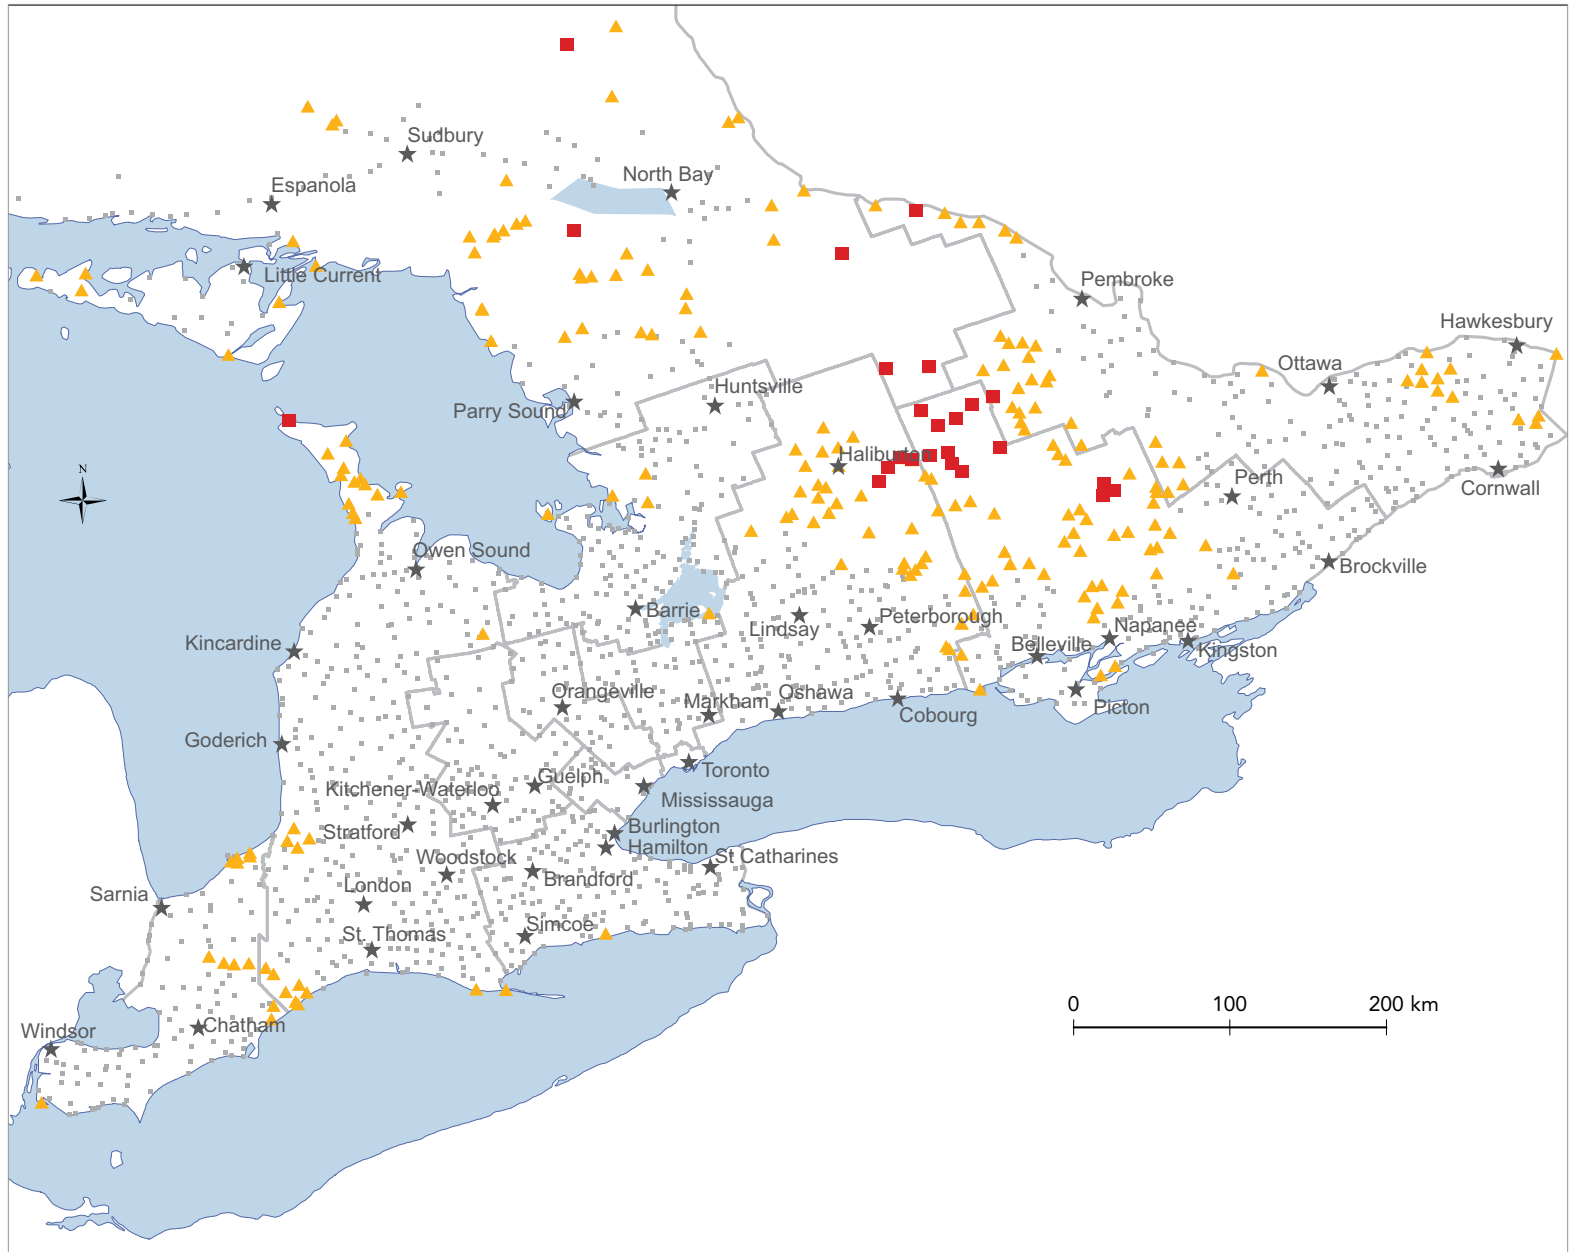 Sudbury
North Bay
Espanola
Little Current
Pembroke
Hawkesbury
Ottawa
Huntsville
Parry Sound
Haliburton
N
Perth
Cornwall
Owen Sound
Brockville
Barrie
Lindsay
Peterborough
Napanee
Belleville
Kingston
Kincardine
Orangeville
Markham
Oshawa
Cobourg
Picton
Goderich
Toronto
Guelph
Kitchener-Waterloo
Mississauga
Stratford
Burlington
Hamilton
Woodstock
St Catharines
Brandford
London
Sarnia
Simcoe
St. Thomas
0 100 200 km
Chatham
Windsor